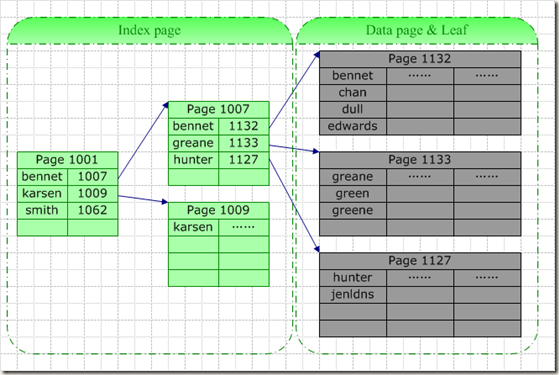 Index page
Data page & Leaf
Page 1001
bennet 1007
karsen 1009
smith 1062
Page 1007
bennet 1132
greane 1133
hunter 1127
Page 1009
karsen ······
Page 1132
bennet ······ ······
chan
dull
edwards
Page 1133
greane ······ ······
green
greene
Page 1127
hunter ······ ······
jenldns